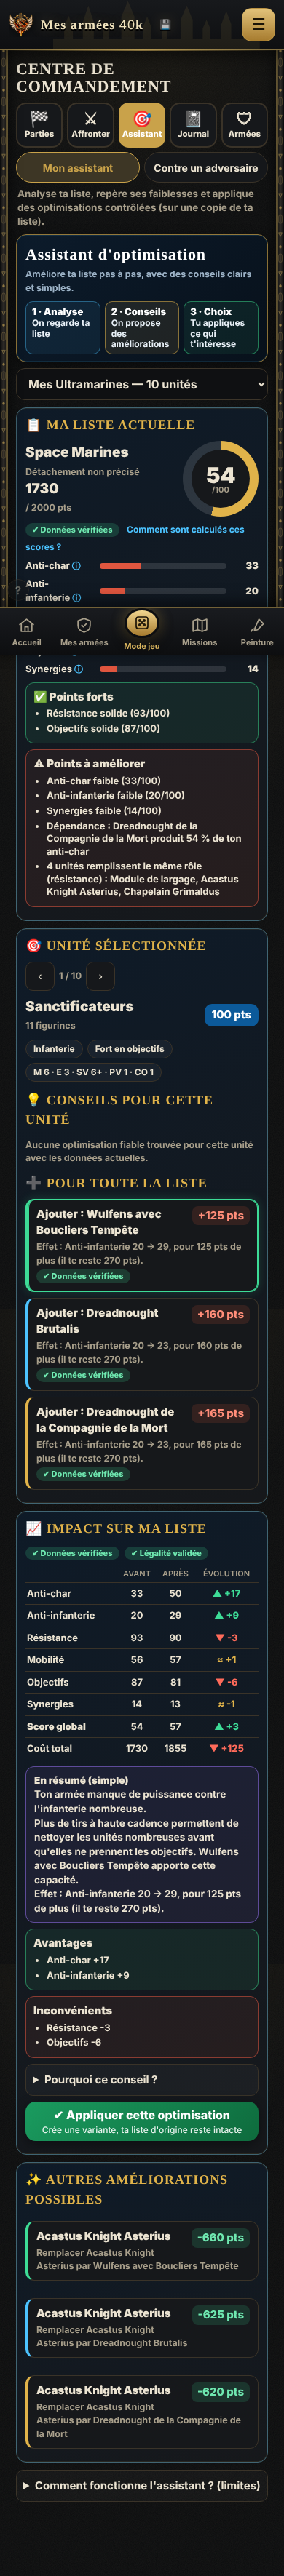 Mes armées 40k
CENTRE DE
COMMANDEMENT
Parties
Affronter
Assistant
Journal
Armées
Mon assistant
Contre un adversaire
Analyse ta liste, repère ses faiblesses et applique
des optimisations contrôlées (sur une copie de ta
liste).
Assistant d'optimisation
Améliore ta liste pas à pas, avec des conseils clairs
et simples.
1 · Analyse
On regarde ta
liste
2 · Conseils
On propose
des
améliorations
3 · Choix
Tu appliques
ce qui
t'intéresse
Mes Ultramarines — 10 unités
MA LISTE ACTUELLE
Space Marines
Détachement non précisé
1730
/ 2000 pts
54
/100
✔ Données vérifiées
Comment sont calculés ces
scores ?
Anti-char ⓘ 33
Anti-
infanterie ⓘ 20
?
Accueil
Mes armées
Mode jeu
Missions
Peinture
Synergies ⓘ 14
✅ Points forts
• Résistance solide (93/100)
• Objectifs solide (87/100)
⚠ Points à améliorer
• Anti-char faible (33/100)
• Anti-infanterie faible (20/100)
• Synergies faible (14/100)
• Dépendance : Dreadnought de la
Compagnie de la Mort produit 54 % de ton
anti-char
• 4 unités remplissent le même rôle
(résistance) : Module de largage, Acastus
Knight Asterius, Chapelain Grimaldus
UNITÉ SÉLECTIONNÉE
‹ 1 / 10 ›
Sanctificateurs
100 pts
11 figurines
Infanterie
Fort en objectifs
M 6 · E 3 · SV 6+ · PV 1 · CO 1
CONSEILS POUR CETTE
UNITÉ
Aucune optimisation fiable trouvée pour cette unité
avec les données actuelles.
POUR TOUTE LA LISTE
Ajouter : Wulfens avec
Boucliers Tempête
+125 pts
Effet : Anti-infanterie 20 → 29, pour 125 pts de
plus (il te reste 270 pts).
✔ Données vérifiées
Ajouter : Dreadnought
Brutalis
+160 pts
Effet : Anti-infanterie 20 → 23, pour 160 pts de
plus (il te reste 270 pts).
✔ Données vérifiées
Ajouter : Dreadnought de
la Compagnie de la Mort
+165 pts
Effet : Anti-infanterie 20 → 23, pour 165 pts de
plus (il te reste 270 pts).
✔ Données vérifiées
IMPACT SUR MA LISTE
✔ Données vérifiées
✔ Légalité validée
AVANT APRÈS ÉVOLUTION
Anti-char 33 50 ▲ +17
Anti-infanterie 20 29 ▲ +9
Résistance 93 90 ▼ -3
Mobilité 56 57 ≈ +1
Objectifs 87 81 ▼ -6
Synergies 14 13 ≈ -1
Score global 54 57 ▲ +3
Coût total 1730 1855 ▼ +125
En résumé (simple)
Ton armée manque de puissance contre
l'infanterie nombreuse.
Plus de tirs à haute cadence permettent de
nettoyer les unités nombreuses avant
qu'elles ne prennent les objectifs. Wulfens
avec Boucliers Tempête apporte cette
capacité.
Effet : Anti-infanterie 20 → 29, pour 125 pts
de plus (il te reste 270 pts).
Avantages
• Anti-char +17
• Anti-infanterie +9
Inconvénients
• Résistance -3
• Objectifs -6
▶ Pourquoi ce conseil ?
✔ Appliquer cette optimisation
Crée une variante, ta liste d'origine reste intacte
AUTRES AMÉLIORATIONS
POSSIBLES
Acastus Knight Asterius
-660 pts
Remplacer Acastus Knight
Asterius par Wulfens avec Boucliers Tempête
Acastus Knight Asterius
-625 pts
Remplacer Acastus Knight
Asterius par Dreadnought Brutalis
Acastus Knight Asterius
-620 pts
Remplacer Acastus Knight
Asterius par Dreadnought de la Compagnie de
la Mort
▶ Comment fonctionne l'assistant ? (limites)